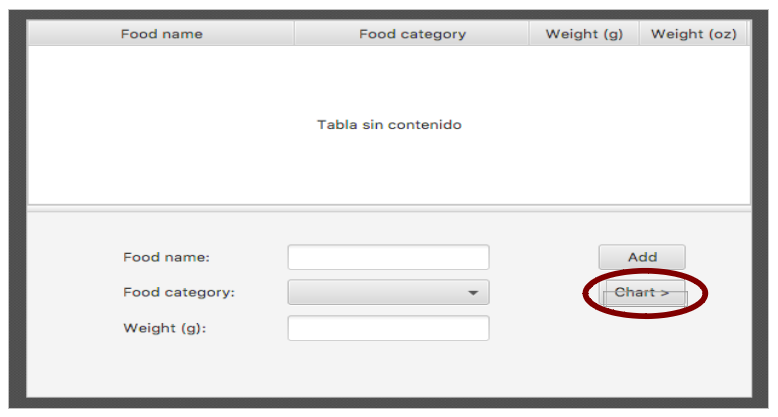 Food name Food category Weight (g) Weight (oz)
Tabla sin contenido
Food name: Add
Food category: Chart >
Weight (g):